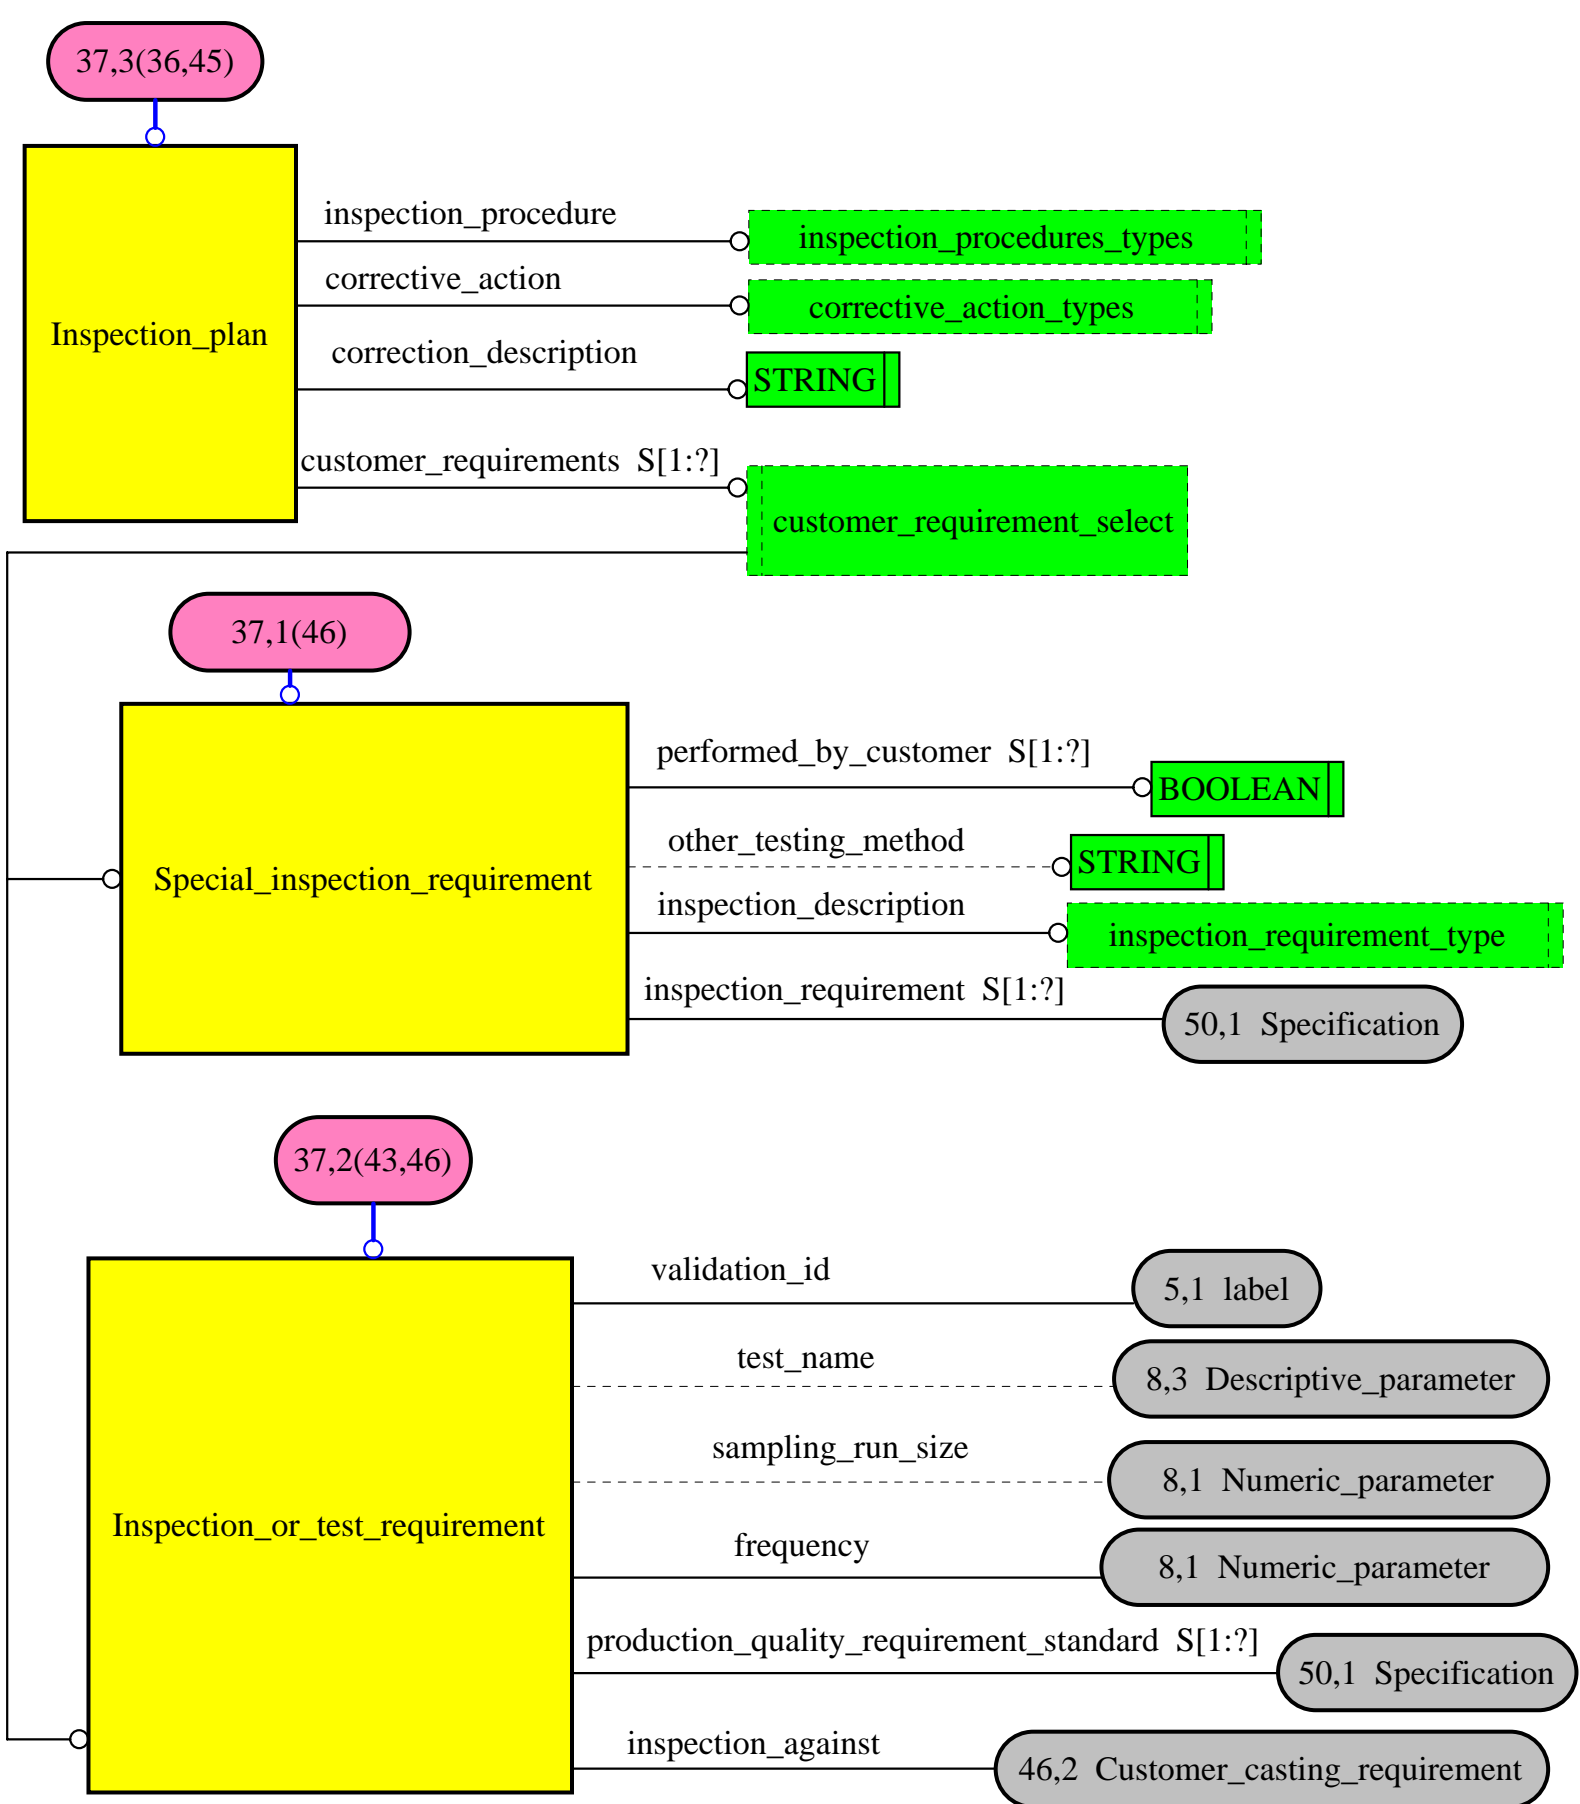 37,3(36,45)
Inspection_plan
inspection_procedure
inspection_procedures_types
corrective_action
corrective_action_types
correction_description
STRING
customer_requirements S[1:?]
customer_requirement_select
37,1(46)
Special_inspection_requirement
performed_by_customer S[1:?]
BOOLEAN
other_testing_method
STRING
inspection_description
inspection_requirement_type
inspection_requirement S[1:?]
50,1 Specification
37,2(43,46)
Inspection_or_test_requirement
validation_id
5,1 label
test_name
8,3 Descriptive_parameter
sampling_run_size
8,1 Numeric_parameter
frequency
8,1 Numeric_parameter
production_quality_requirement_standard S[1:?]
50,1 Specification
inspection_against
46,2 Customer_casting_requirement